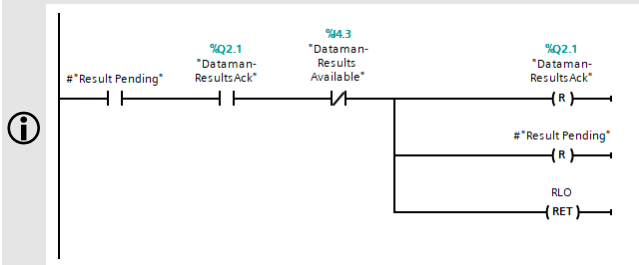 %I4.3
%Q2.1
"Dataman-
%Q2.1
"Dataman-
Results
"Dataman-
#"Result Pending"
ResultsAck"
Available"
ResultsAck"
( R )
#"Result Pending"
( R )
RLO
( RET )